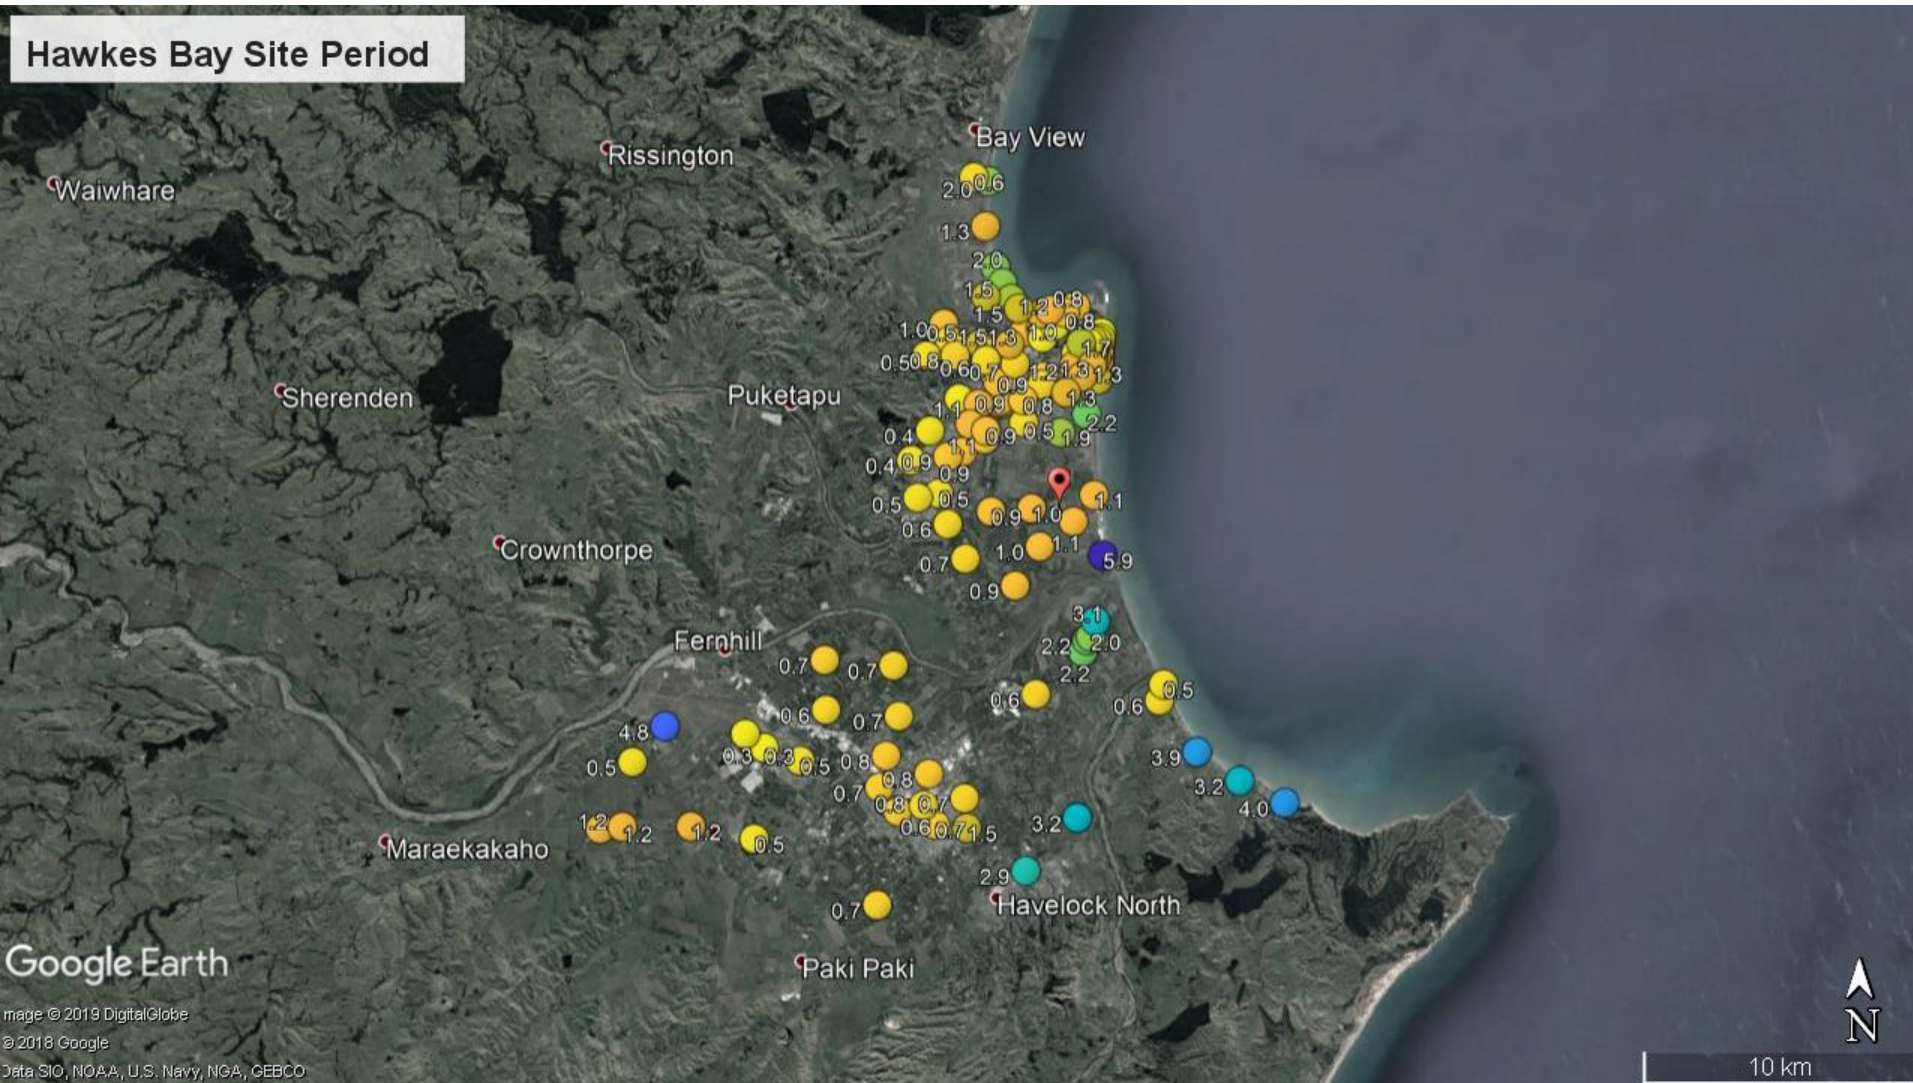 Hawkes Bay Site Period
Bay View
Rissington
Waiwhare
2.0 0.6
1.3
2.0
1.5
1.2 0.8
1.5
0.8
1.0 0.5 1.5 1.3 1.0
1.7
0.5 0.8 0.6 0.7 1.2 1.3 1.3
0.9
Sherenden
Puketapu
1.1 0.9 0.8 1.3
2.2
0.4 0.9 0.5 1.9
1.1
0.4 0.9
0.9
0.5 0.5 1.1
0.9 1.0
0.6
Crownthorpe
1.0 1.1
0.7 5.9
0.9
3.1
Fernhill
2.2 2.0
0.7 0.7
2.2
0.5
0.6
0.6
0.6 0.7
4.8
0.3 0.3 0.5 0.8
3.9
0.5
0.8
3.2
0.7
0.8 0.7
4.0
1.2 1.2 1.2
0.6 0.7 1.5
3.2
0.5
Maraekakaho
2.9
0.7
Havelock North
Paki Paki
Google Earth
mage © 2019 DigitalGlobe
© 2018 Google
Data SIO, NOAA, U.S. Navy, NGA, GEBCO
N
10 km